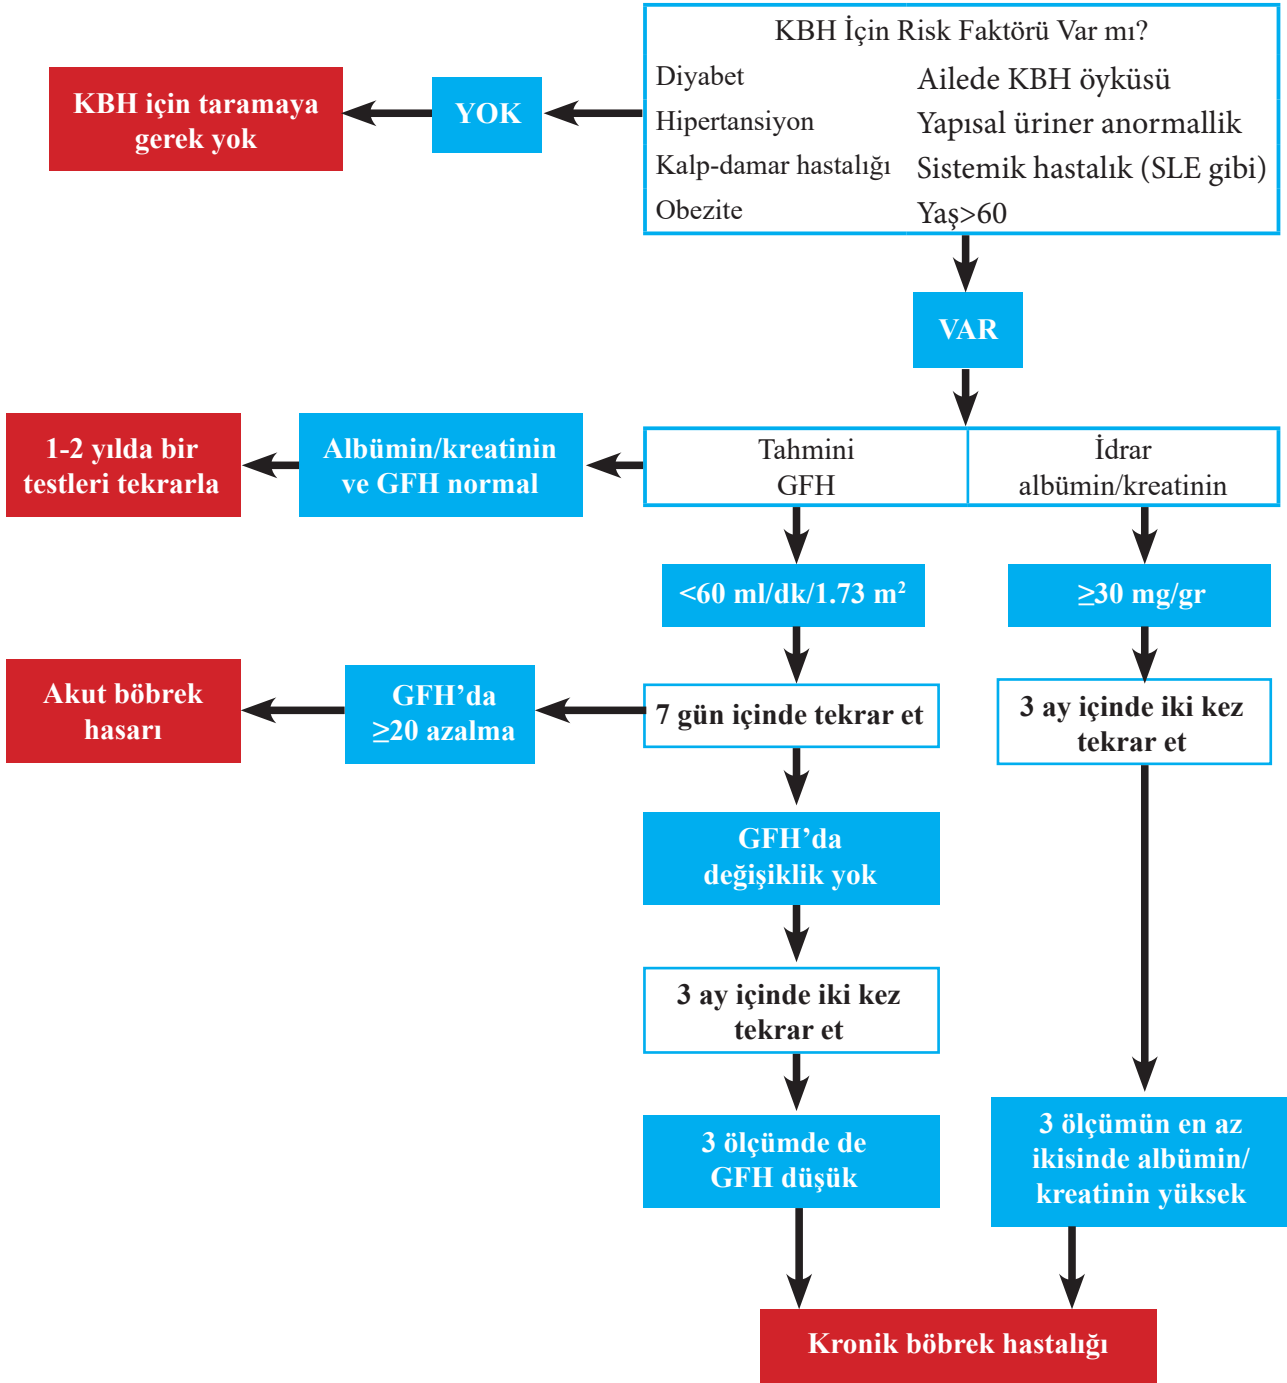 KBH İçin Risk Faktörü Var mı?
Diyabet
Ailede KBH öyküsü
Hipertansiyon
Yapısal üriner anormallik
Kalp-damar hastalığı
Sistemik hastalık (SLE gibi)
Obezite
Yaş>60
YOK
KBH için taramaya
gerek yok
VAR
Tahmini
GFH
İdrar
albümin/kreatinin
Albümin/kreatinin
ve GFH normal
1-2 yılda bir
testleri tekrarla
<60 ml/dk/1.73 m²
≥30 mg/gr
7 gün içinde tekrar et
3 ay içinde iki kez
tekrar et
GFH’da
≥20 azalma
Akut böbrek
hasarı
GFH’da
değişiklik yok
3 ay içinde iki kez
tekrar et
3 ölçümde de
GFH düşük
3 ölçümün en az
ikisinde albümin/
kreatinin yüksek
Kronik böbrek hastalığı